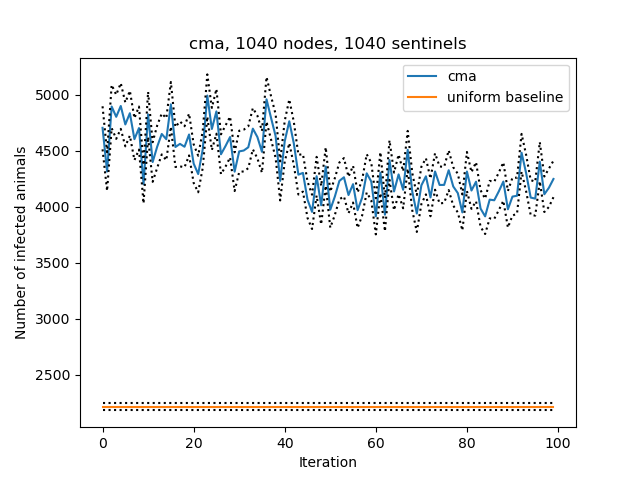 cma, 1040 nodes, 1040 sentinels
cma
uniform baseline
Number of infected animals
5000
4500
4000
3500
3000
2500
0 20 40 60 80 100
Iteration